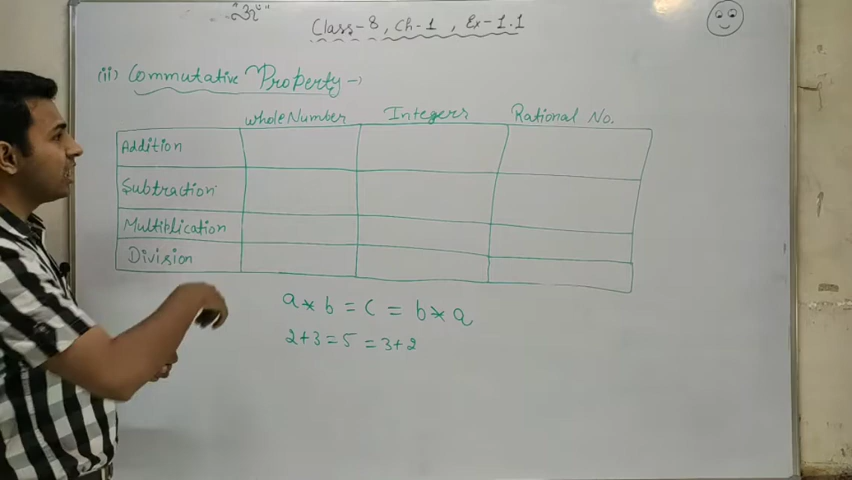 Class-8, Ch-1, Ex-1.1
(ii) Commutative Property→
whole Number Integers Rational No.
Addition
Subtraction
Multiplication
Division
a * b = c = b * a
2+3=5 = 3+2